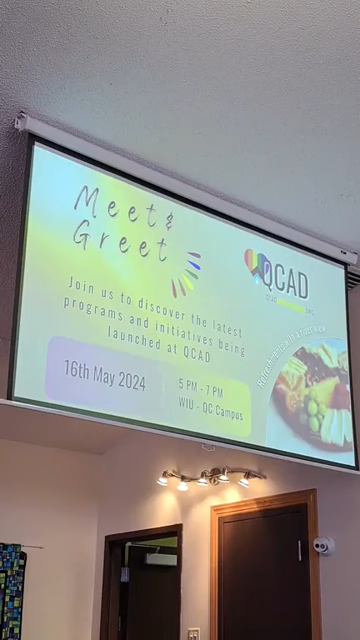 Meet &
Greet
QCAD
Join us to discover the latest
programs and initiatives being
launched at QCAD
16th May 2024
5 PM - 7 PM
WIU - QC Campus